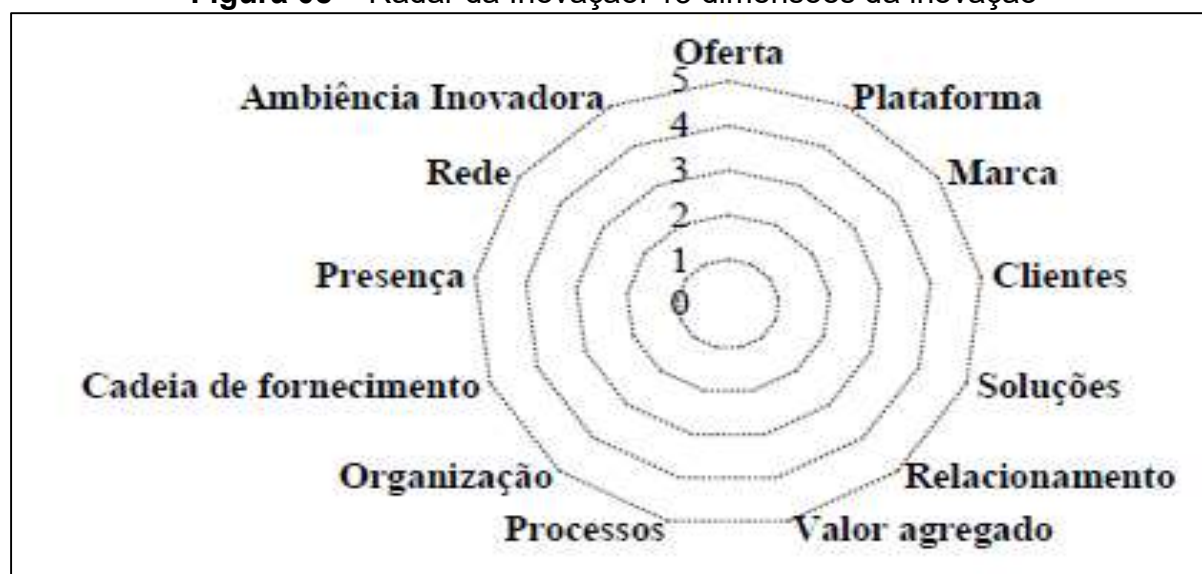 Oferta
5
Ambiência Inovadora
Plataforma
4
Rede
3
Marca
2
Presença
1
Clientes
0
Cadeia de fornecimento
Soluções
Organização
Relacionamento
Processos
Valor agregado